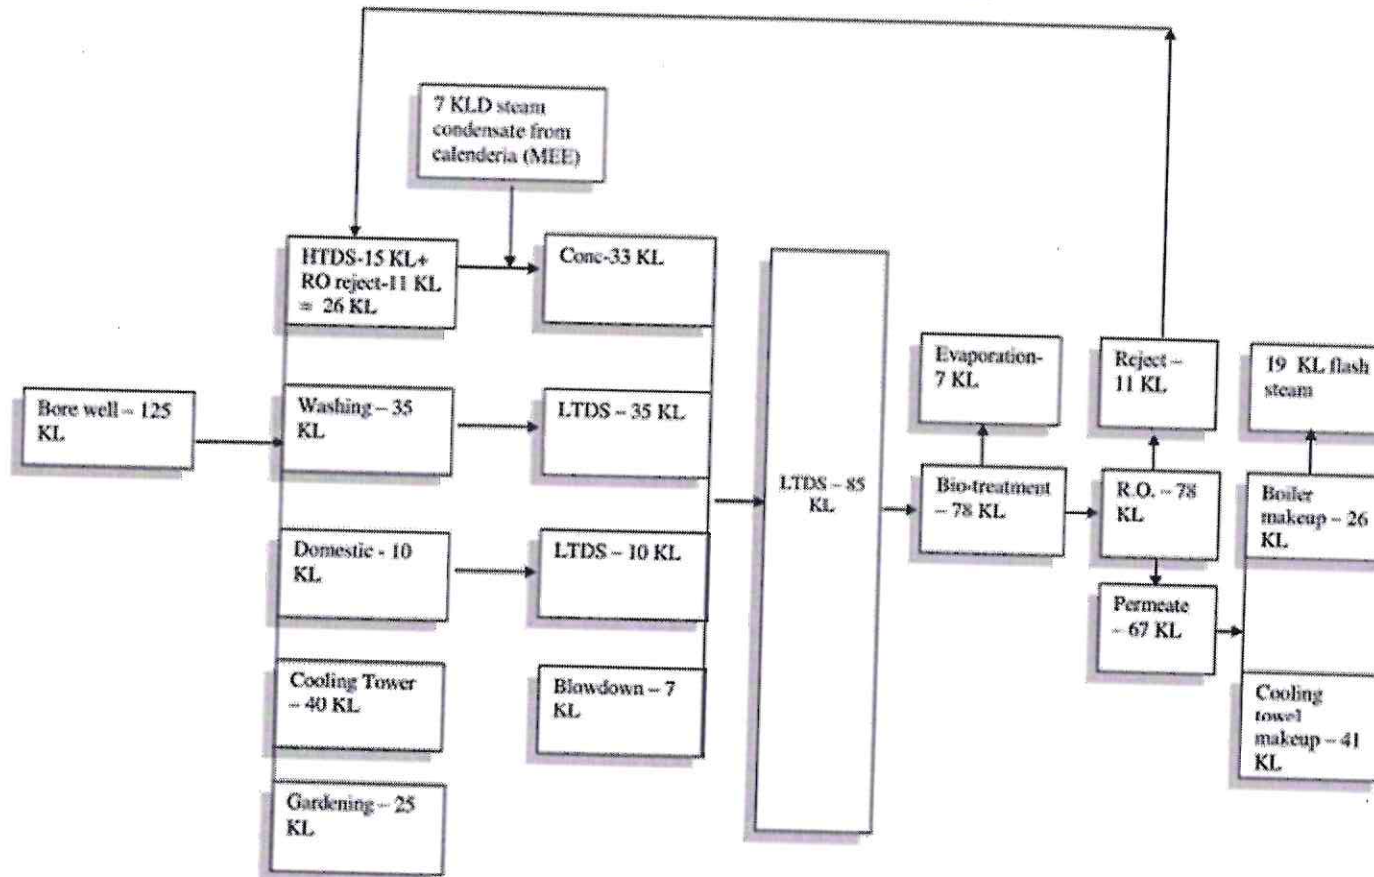 7 KLD steam
condensate from
calenderia (MEE)
HTDS-15 KL+
RO reject-11 KL
= 26 KL
Conc-33 KL
Evaporation-
7 KL
Reject –
11 KL
19 KL flash
steam
Bore well – 125
KL
Washing – 35
KL
LTDS – 35 KL
LTDS – 85
KL
Bio-treatment
– 78 KL
R.O. – 78
KL
Boiler
makeup – 26
KL
Domestic - 10
KL
LTDS – 10 KL
Permeate
– 67 KL
Cooling Tower
– 40 KL
Blowdown – 7
KL
Cooling
towel
makeup – 41
KL
Gardening – 25
KL